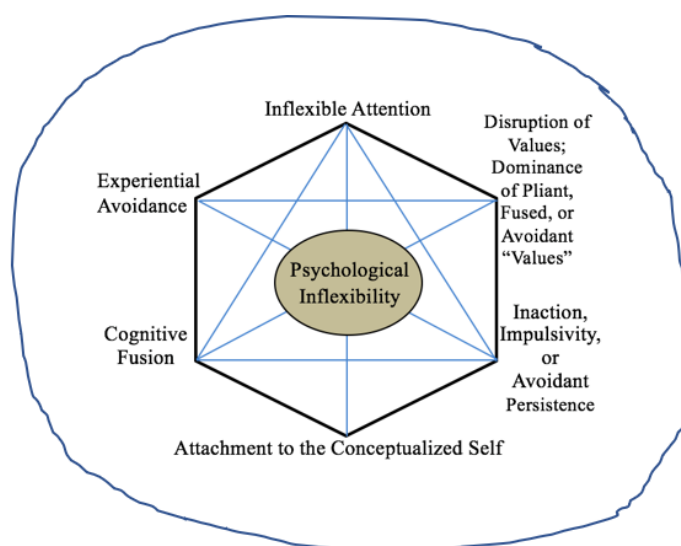 Inflexible Attention
Disruption of
Values;
Dominance
of Pliant,
Fused, or
Avoidant
“Values”
Experiential
Avoidance
Psychological
Inflexibility
Cognitive
Fusion
Inaction,
Impulsivity,
or
Avoidant
Persistence
Attachment to the Conceptualized Self